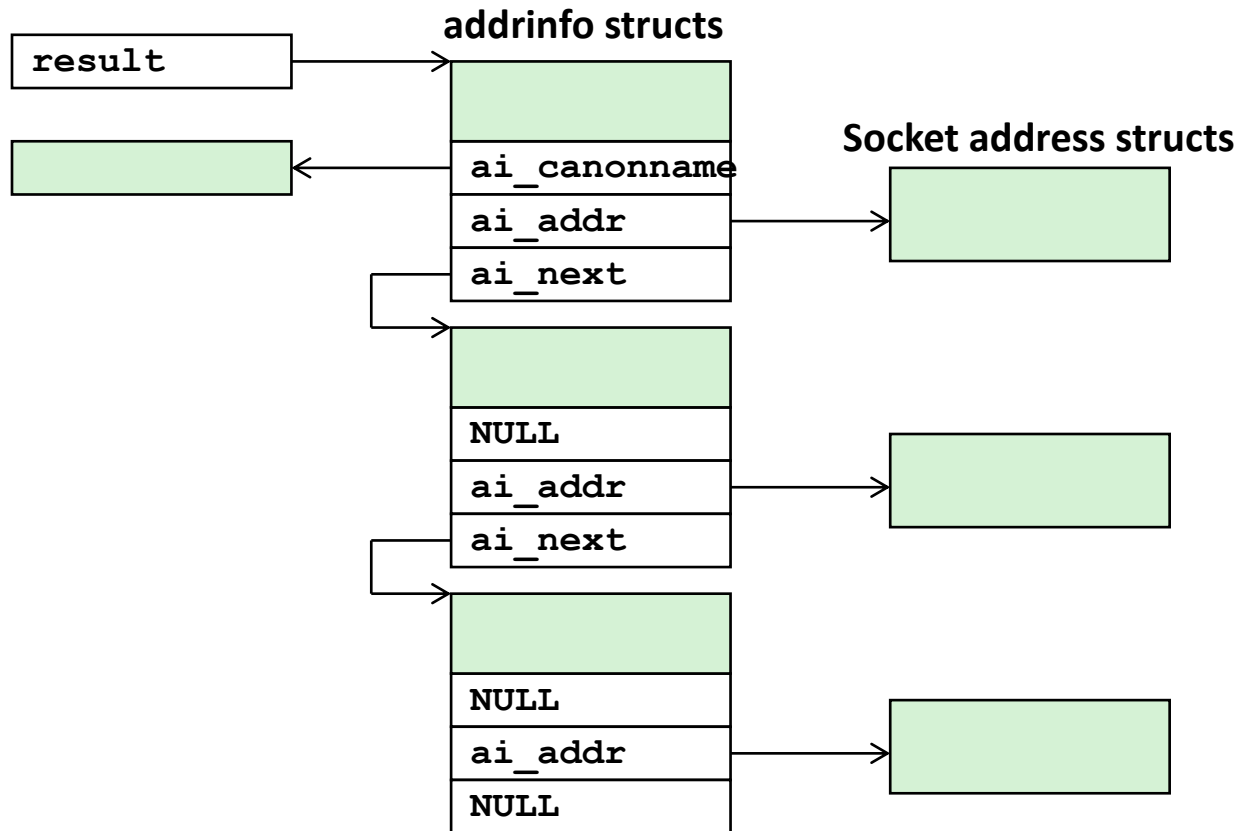 addrinfo structs
result
Socket address structs
ai_canonname
ai_addr
ai_next
NULL
ai_addr
ai_next
NULL
ai_addr
NULL